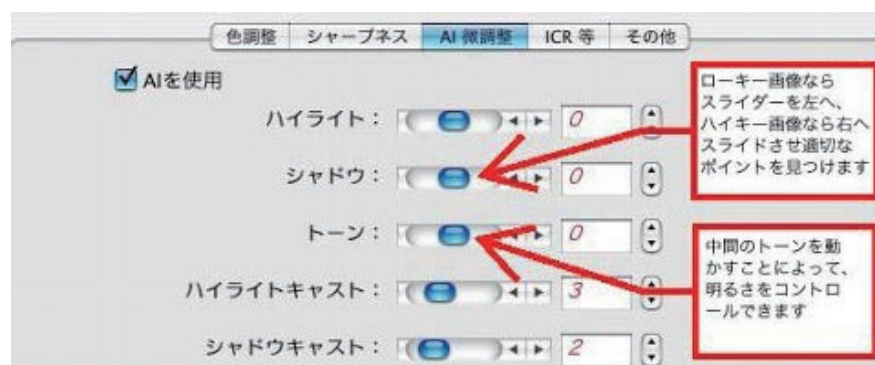 色調整 シャープネス AI 微調整 ICR 等 その他
AIを使用
ハイライト： 0
シャドウ： 0
トーン： 0
ハイライトキャスト： 3
シャドウキャスト： 2
ローキー画像なら
スライダーを左へ、
ハイキー画像なら右へ
スライドさせ適切な
ポイントを見つけます
中間のトーンを動
かすことによって、
明るさをコントロ
ールできます